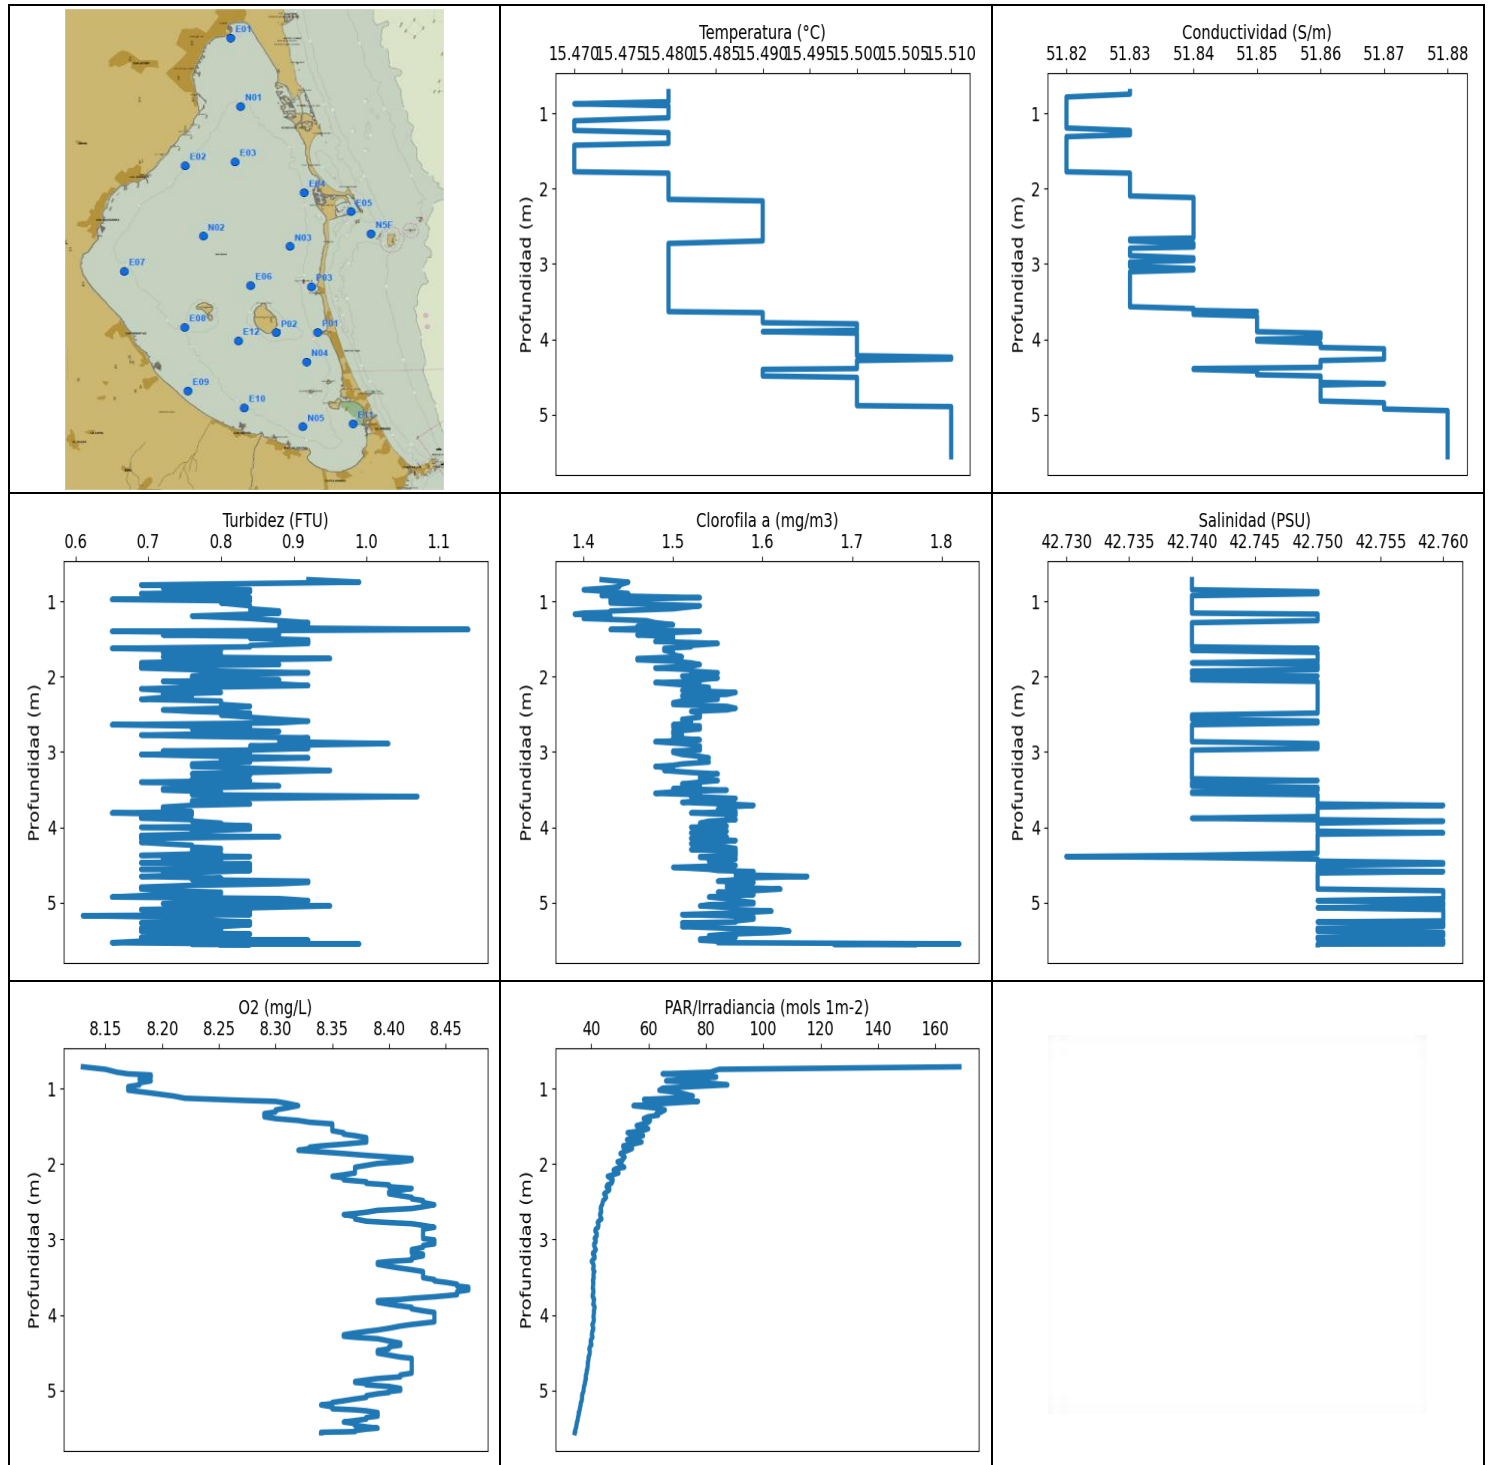 E01
N01
E02
E03
E04
E05
N5E
N02
N03
E07
E06
P03
E08
P02
P01
E12
N04
E09
E10
N05
E11
Temperatura (°C)
15.470 15.475 15.480 15.485 15.490 15.495 15.500 15.505 15.510
Profundidad (m)
1
2
3
4
5
Conductividad (S/m)
51.82 51.83 51.84 51.85 51.86 51.87 51.88
Profundidad (m)
1
2
3
4
5
Turbidez (FTU)
0.6 0.7 0.8 0.9 1.0 1.1
Profundidad (m)
1
2
3
4
5
Clorofila a (mg/m3)
1.4 1.5 1.6 1.7 1.8
Profundidad (m)
1
2
3
4
5
Salinidad (PSU)
42.730 42.735 42.740 42.745 42.750 42.755 42.760
Profundidad (m)
1
2
3
4
5
O2 (mg/L)
8.15 8.20 8.25 8.30 8.35 8.40 8.45
Profundidad (m)
1
2
3
4
5
PAR/Irradiancia (mols 1m-2)
40 60 80 100 120 140 160
Profundidad (m)
1
2
3
4
5